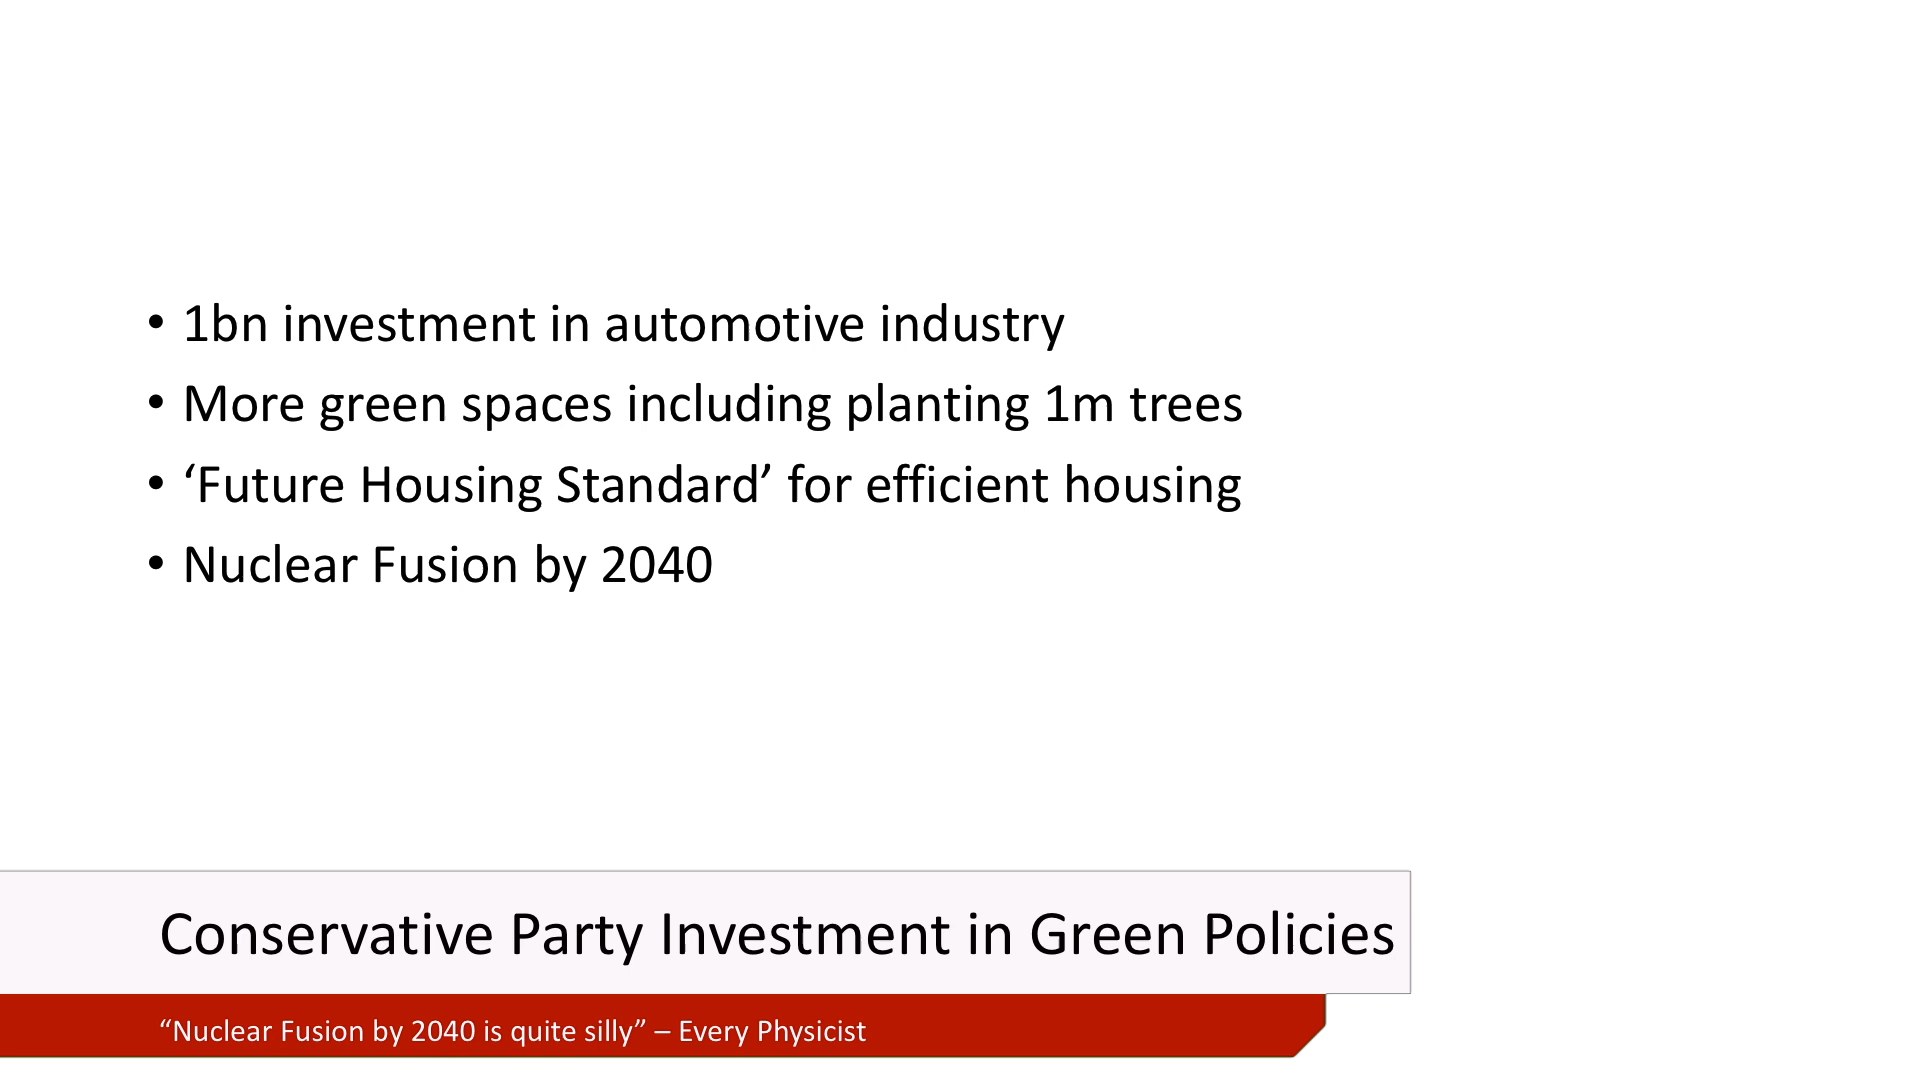 • 1bn investment in automotive industry
• More green spaces including planting 1m trees
• ‘Future Housing Standard’ for efficient housing
• Nuclear Fusion by 2040
Conservative Party Investment in Green Policies
“Nuclear Fusion by 2040 is quite silly” – Every Physicist